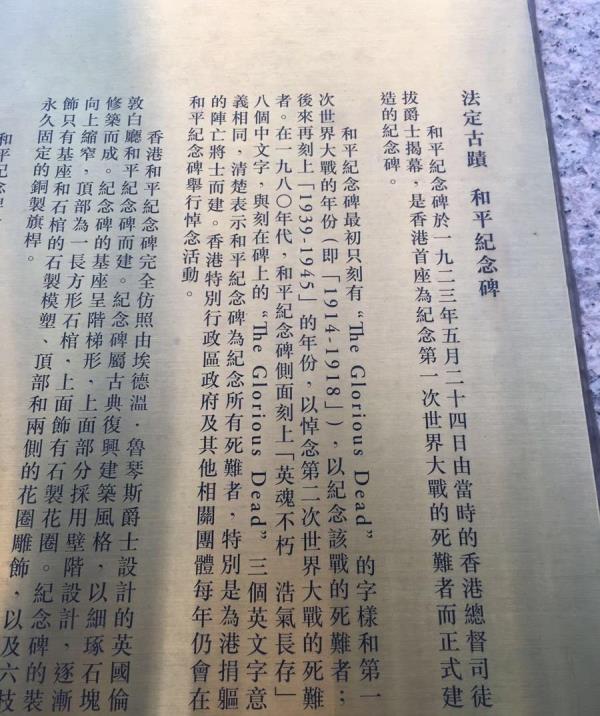 法定古蹟 和平紀念碑
和平紀念碑於一九二三年五月二十四日由當時的香港總督司徒
拔爵士揭幕，是香港首座為紀念第一次世界大戰的死難者而正式建
造的紀念碑。
和平紀念碑最初只刻有“The Glorious Dead”的字樣和第一
次世界大戰的年份（即「1914-1918」），以紀念該戰的死難者；
後來再刻上「1939-1945」的年份，以悼念第二次世界大戰的死難
者。在一九八〇年代，和平紀念碑側面刻上「英魂不朽 浩氣長存」
八個中文字，與刻在碑上的“The Glorious Dead”三個英文字意
義相同，清楚表示和平紀念碑為紀念所有死難者，特別是為港捐軀
的陣亡將士而建。香港特別行政區政府及其他相關團體每年仍會在
和平紀念碑舉行悼念活動。
香港和平紀念碑完全仿照由埃德溫．魯琴斯爵士設計的英國倫
敦白廳和平紀念碑而建。紀念碑屬古典復興建築風格，以細琢石塊
修築而成。紀念碑的基座呈階梯形，上面部分採用壁階設計，逐漸
向上縮窄，頂部為一長方形石棺，上面飾有石製花圈。紀念碑的裝
飾只有基座和石棺的石製模塑、頂部和兩側的花圈雕飾，以及六枝
永久固定的銅製旗桿。
和平紀念碑